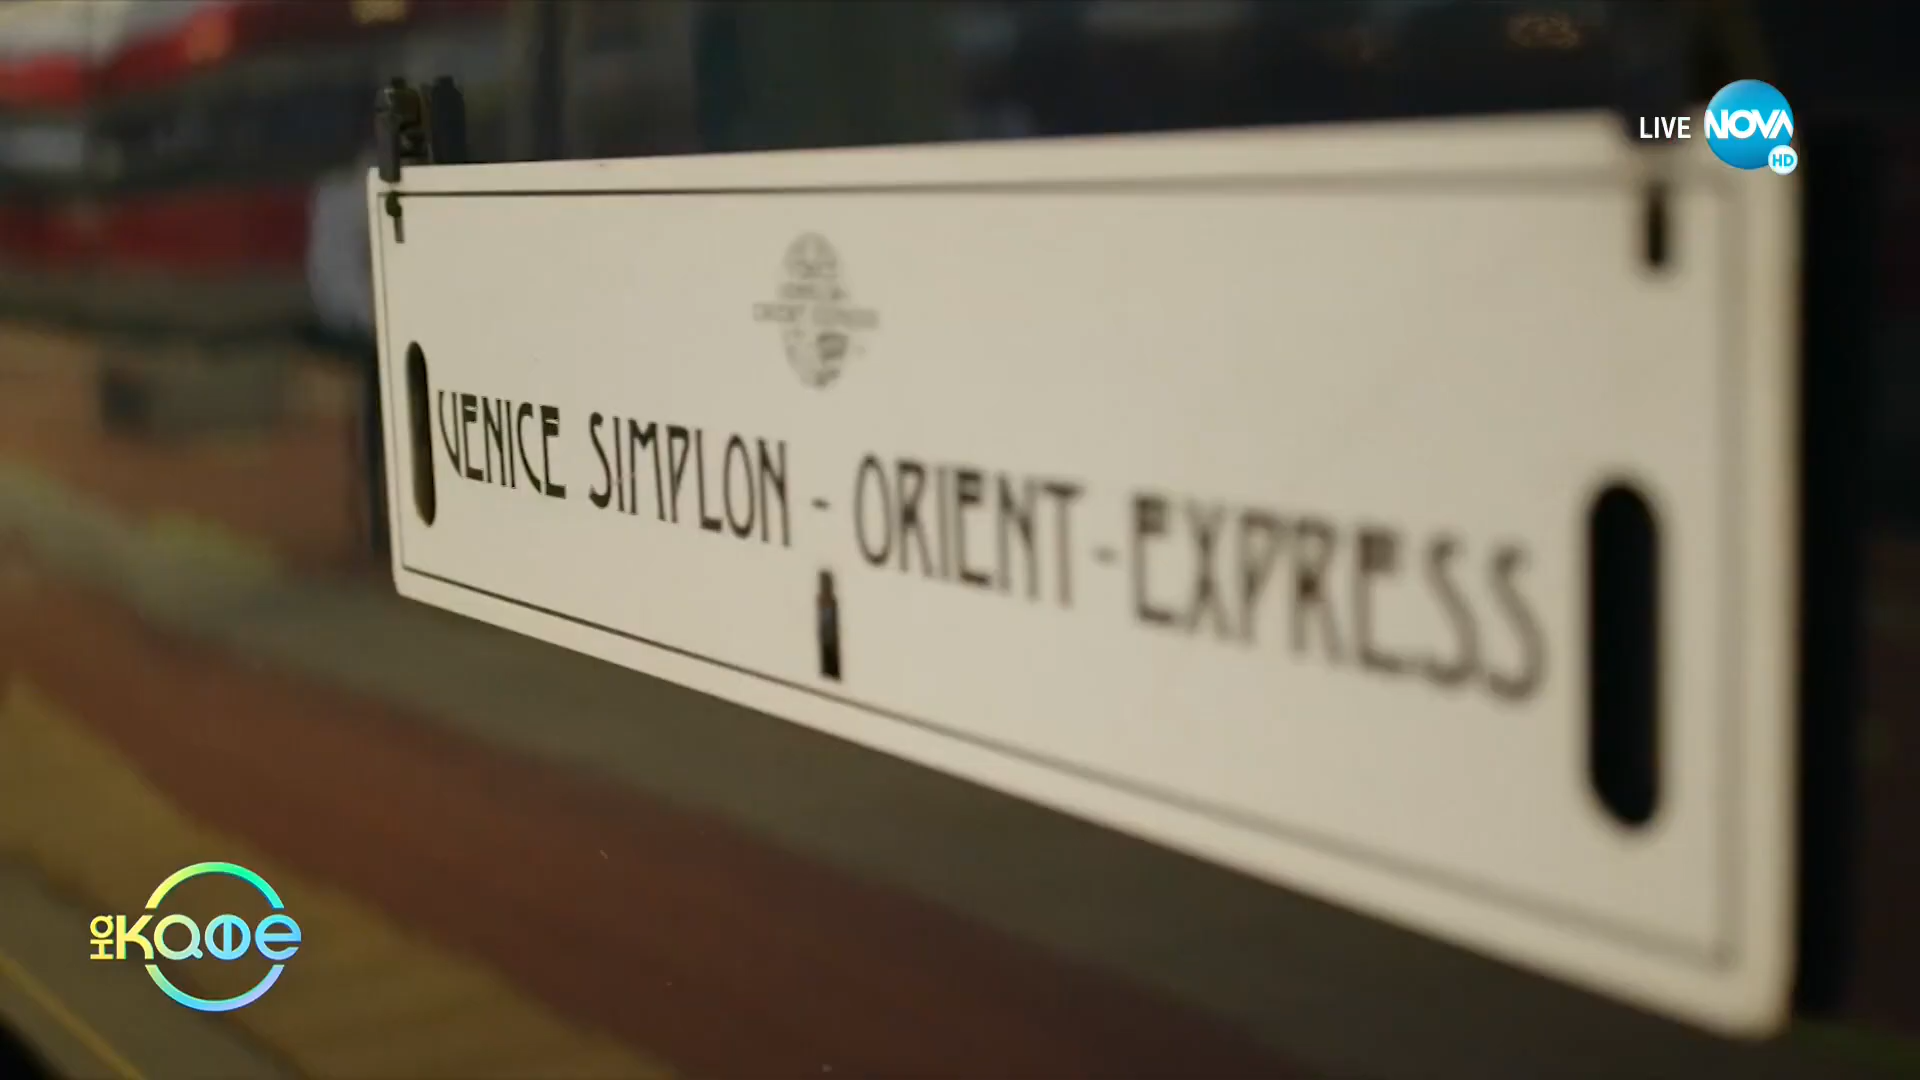 LIVE NOVA
HD
VENICE SIMPLON - ORIENT-EXPRESS
на кафе